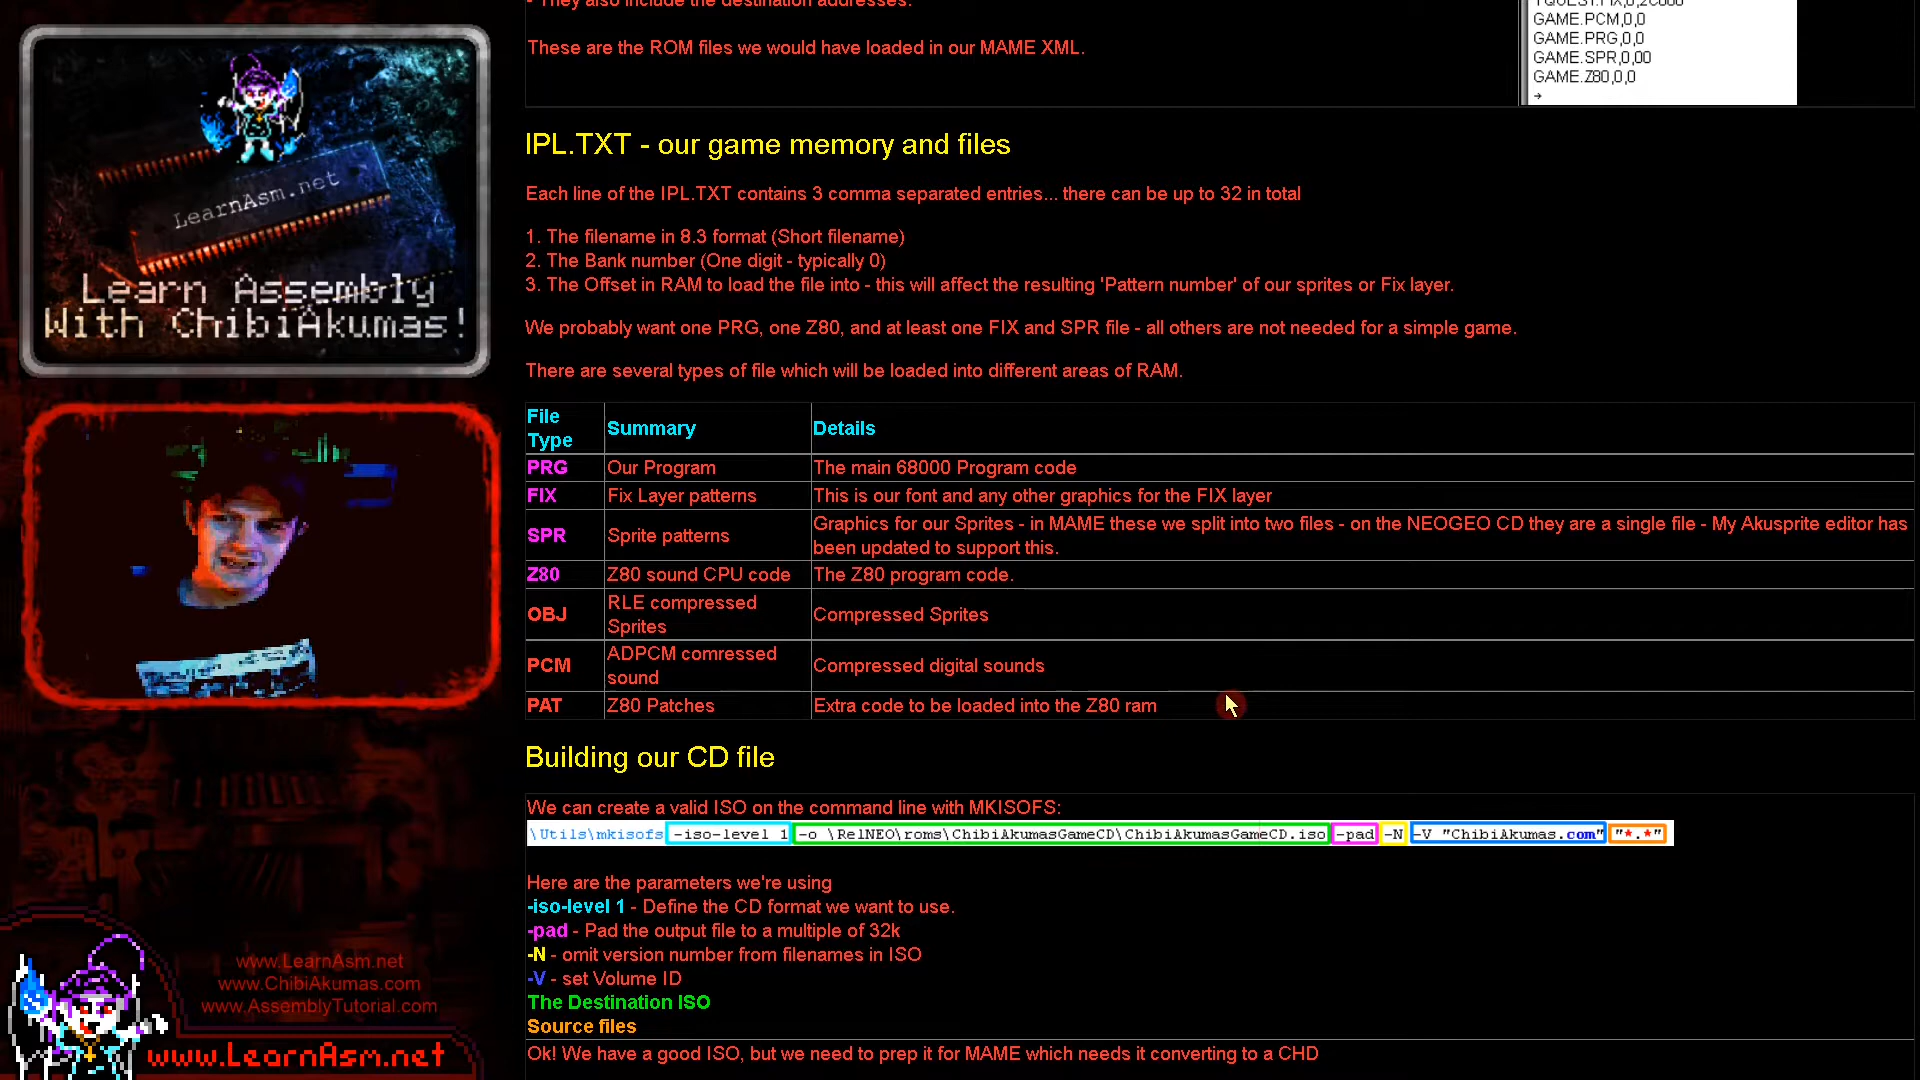 - They also include the destination addresses.
These are the ROM files we would have loaded in our MAME XML.
GAME.PCM,0,0
GAME.PRG,0,0
GAME.SPR,0,00
GAME.Z80,0,0
LearnAsm.net
Learn Assembly
With ChibiAkumas!
IPL.TXT - our game memory and files
Each line of the IPL.TXT contains 3 comma separated entries... there can be up to 32 in total
1. The filename in 8.3 format (Short filename)
2. The Bank number (One digit - typically 0)
3. The Offset in RAM to load the file into - this will affect the resulting 'Pattern number' of our sprites or Fix layer.
We probably want one PRG, one Z80, and at least one FIX and SPR file - all others are not needed for a simple game.
There are several types of file which will be loaded into different areas of RAM.
File Type Summary Details
PRG Our Program The main 68000 Program code
FIX Fix Layer patterns This is our font and any other graphics for the FIX layer
SPR Sprite patterns Graphics for our Sprites - in MAME these we split into two files - on the NEOGEO CD they are a single file - My Akusprite editor has
been updated to support this.
Z80 Z80 sound CPU code The Z80 program code.
OBJ RLE compressed Sprites Compressed Sprites
PCM ADPCM comressed sound Compressed digital sounds
PAT Z80 Patches Extra code to be loaded into the Z80 ram
Building our CD file
We can create a valid ISO on the command line with MKISOFS:
\Utils\mkisofs -iso-level 1 -o \RelNEO\roms\ChibiAkumasGameCD\ChibiAkumasGameCD.iso -pad -N -V "ChibiAkumas.com" "*.*"
Here are the parameters we're using
-iso-level 1 - Define the CD format we want to use.
-pad - Pad the output file to a multiple of 32k
-N - omit version number from filenames in ISO
-V - set Volume ID
The Destination ISO
Source files
Ok! We have a good ISO, but we need to prep it for MAME which needs it converting to a CHD
www.LearnAsm.net
www.ChibiAkumas.com
www.AssemblyTutorial.com
www.LearnAsm.net